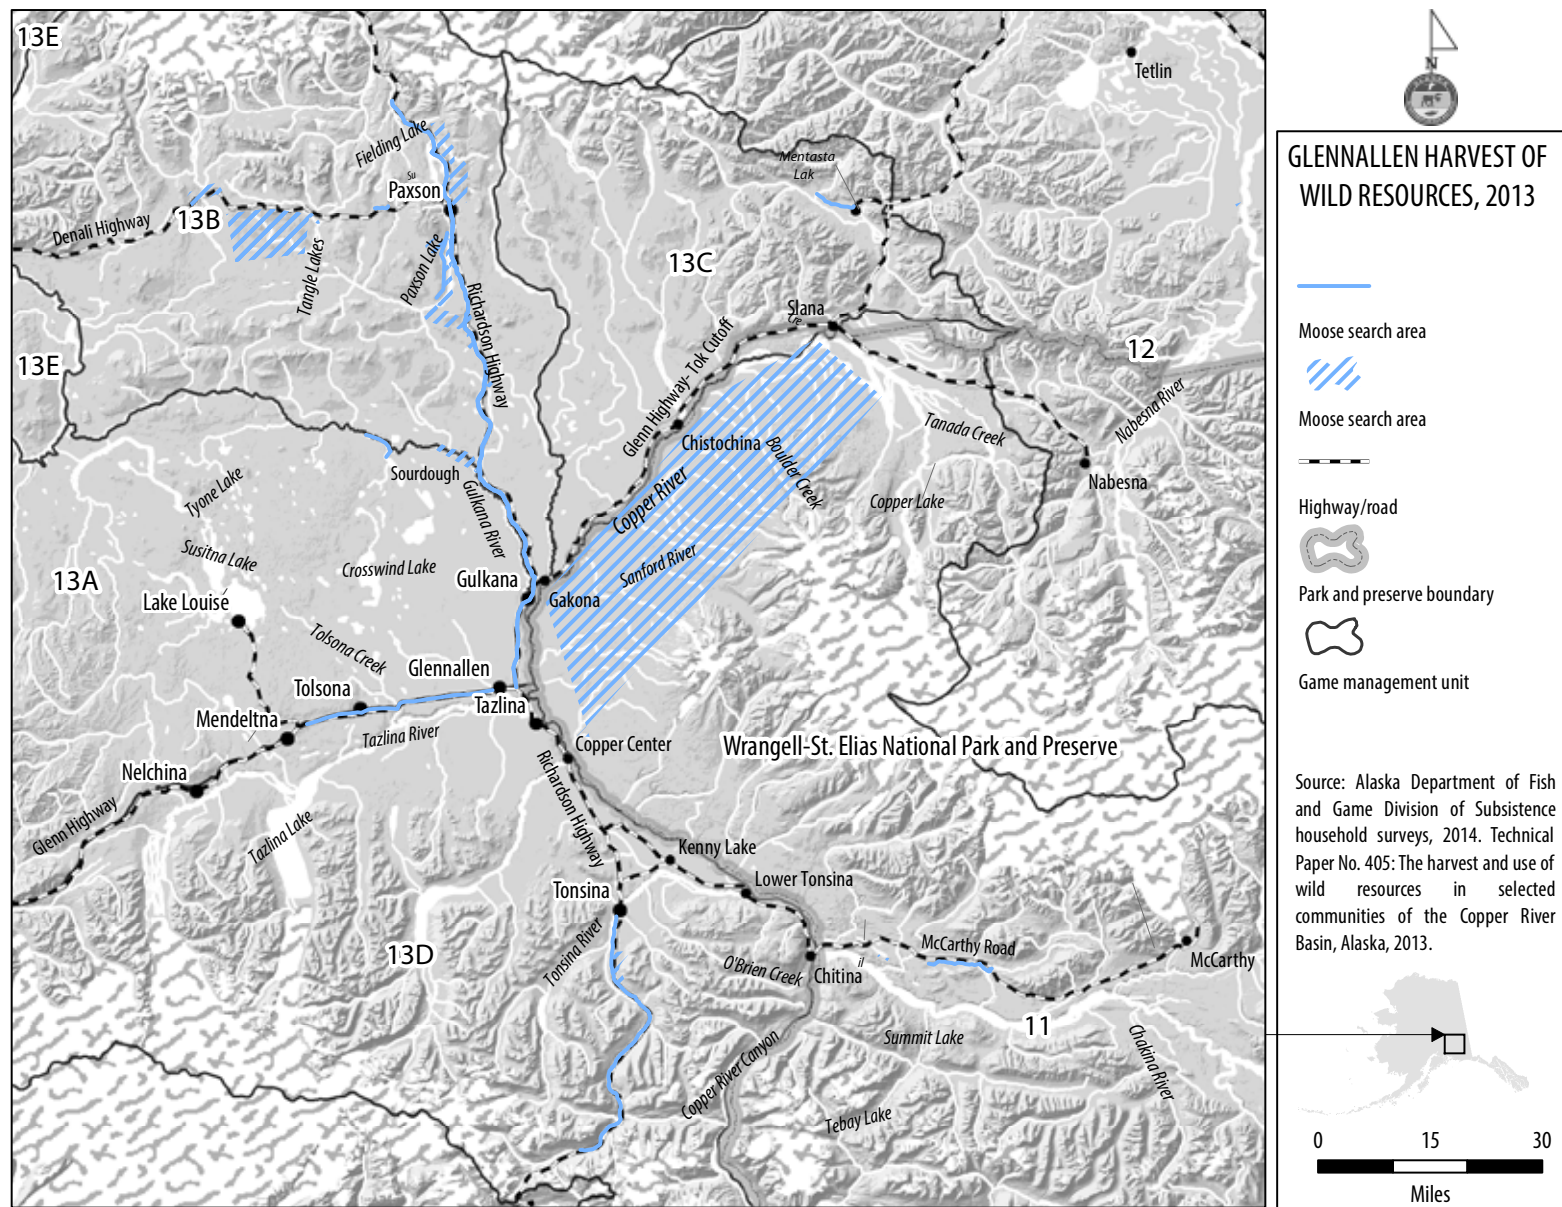 13E
Tetlin
Fielding Lake
Mentasta
Lak
Su
Paxson
13B
Denali Highway
Tangle Lakes
Paxson Lake
13C
Richardson Highway
Slana
Cre
Glenn Highway- Tok Cutoff
12
13E
Nabesna River
Tanada Creek
Chistochina
Boulder Creek
Sourdough
Nabesna
Tyone Lake
Gulkana River
Copper River
Copper Lake
Susitna Lake
Crosswind Lake
Sanford River
13A
Gulkana
Lake Louise
Gakona
Tolsona Creek
Glennallen
Tolsona
Tazlina
Mendeltna
Tazlina River
Copper Center
Wrangell-St. Elias National Park and Preserve
Nelchina
Richardson Highway
Glenn Highway
Tazlina Lake
Kenny Lake
Lower Tonsina
Tonsina
13D
Tonsina River
McCarthy Road
McCarthy
O'Brien Creek
il
Chitina
11
Summit Lake
Chakina River
Copper River Canyon
Tebay Lake
N
GLENNALLEN HARVEST OF
WILD RESOURCES, 2013
Moose search area
Moose search area
Highway/road
Park and preserve boundary
Game management unit
Source: Alaska Department of Fish
and Game Division of Subsistence
household surveys, 2014. Technical
Paper No. 405: The harvest and use of
wild resources in selected
communities of the Copper River
Basin, Alaska, 2013.
0 15 30
Miles